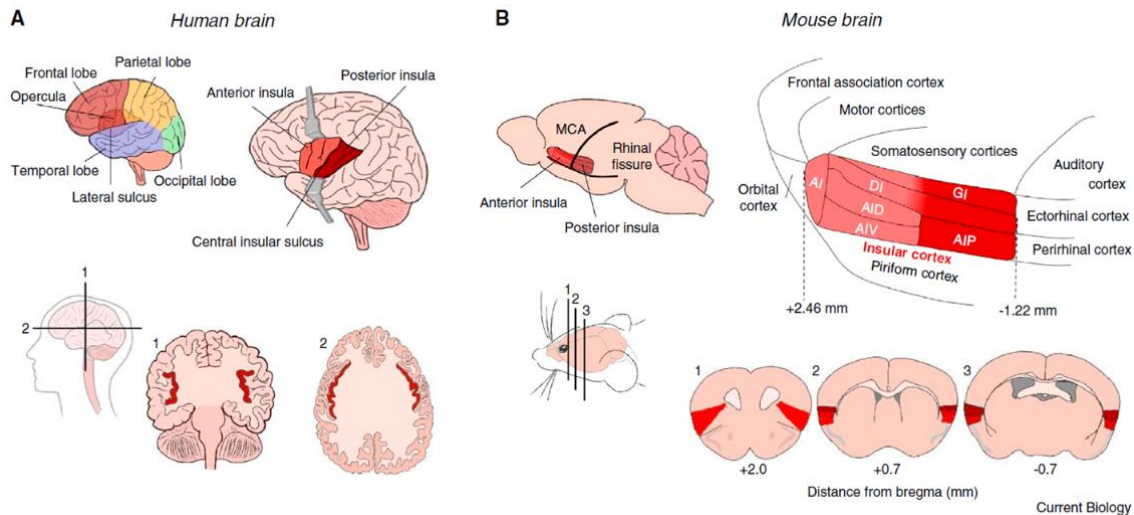 A
Human brain
Parietal lobe
Frontal lobe
Opercula
Temporal lobe
Lateral sulcus
Occipital lobe
Posterior insula
Anterior insula
Central insular sulcus
1
2
1
2
B
Mouse brain
MCA
Rhinal
fissure
Anterior insula
Posterior insula
Frontal association cortex
Motor cortices
Somatosensory cortices
Auditory
cortex
Orbital
cortex
AI
DI
GI
AID
AIV
AIP
Ectorhinal cortex
Perirhinal cortex
Insular cortex
Piriform cortex
+2.46 mm
-1.22 mm
1
2
3
1
2
3
+2.0
+0.7
-0.7
Distance from bregma (mm)
Current Biology